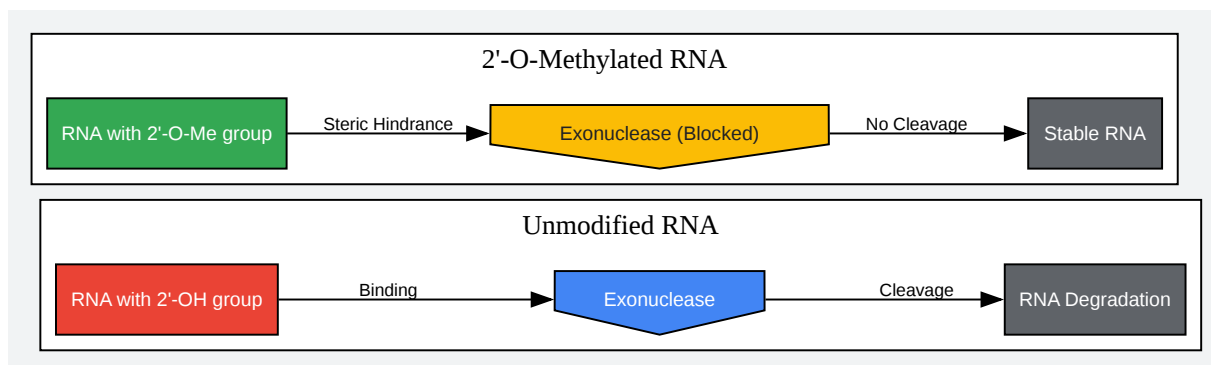 2'-O-Methylated RNA
RNA with 2'-O-Me group
Steric Hindrance
Exonuclease (Blocked)
No Cleavage
Stable RNA
Unmodified RNA
RNA with 2'-OH group
Binding
Exonuclease
Cleavage
RNA Degradation